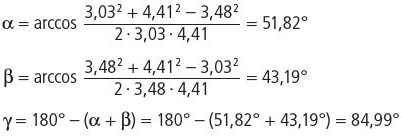 α = arccos (3,03² + 4,41² – 3,48²) / (2 · 3,03 · 4,41) = 51,82°
β = arccos (3,48² + 4,41² – 3,03²) / (2 · 3,48 · 4,41) = 43,19°
γ = 180° – (α + β) = 180° – (51,82° + 43,19°) = 84,99°